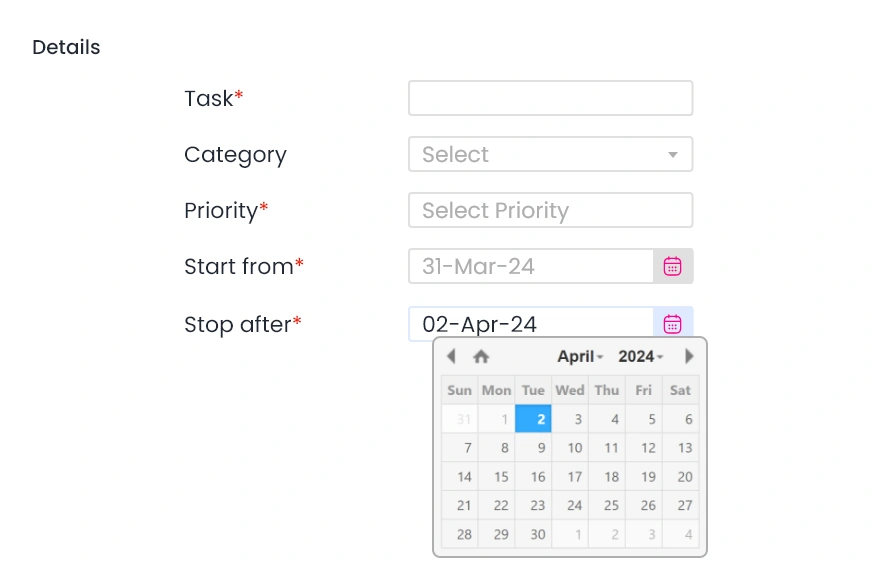 Details
Task*
Category Select
Priority* Select Priority
Start from* 31-Mar-24
Stop after* 02-Apr-24
April 2024
Sun Mon Tue Wed Thu Fri Sat
31 1 2 3 4 5 6
7 8 9 10 11 12 13
14 15 16 17 18 19 20
21 22 23 24 25 26 27
28 29 30 1 2 3 4